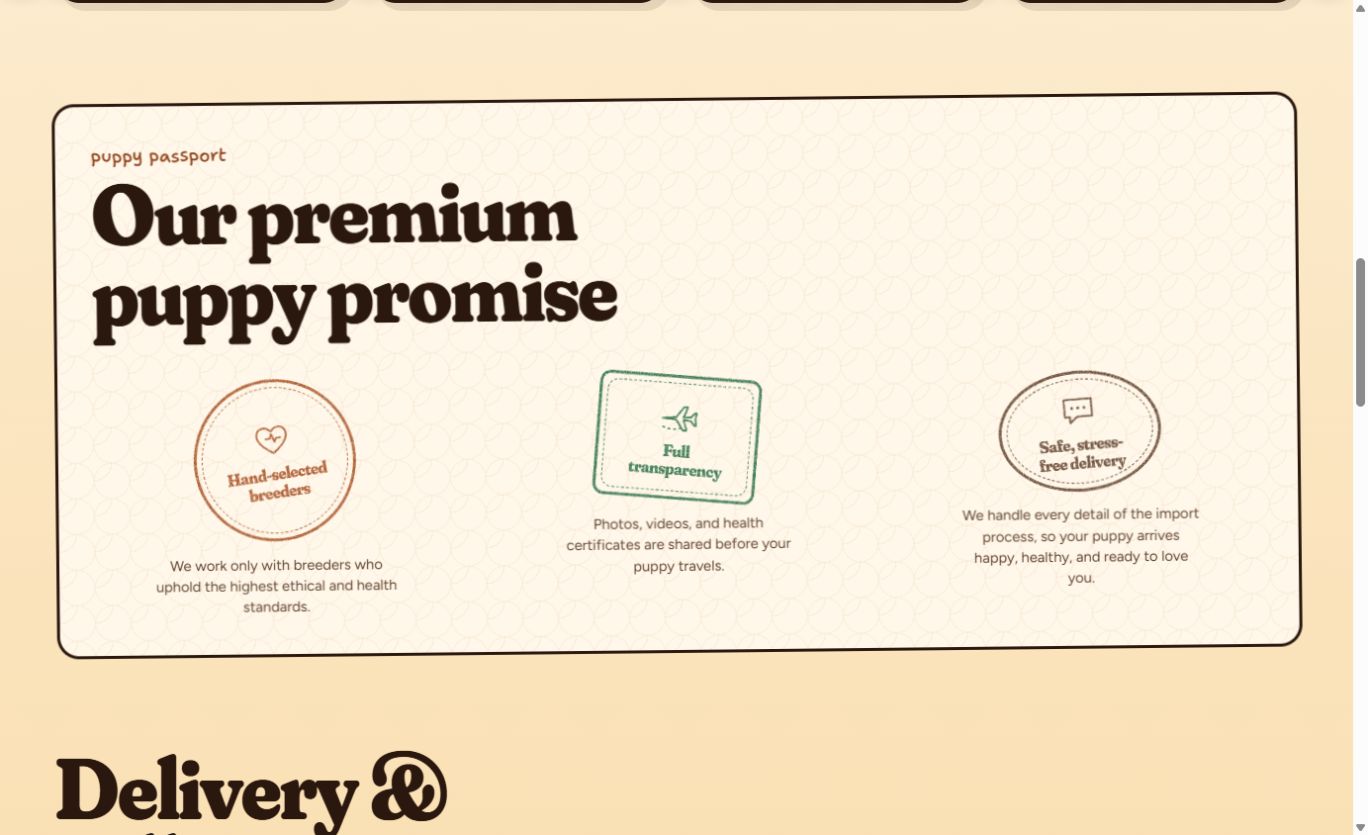 puppy passport
Our premium
puppy promise
Hand-selected
breeders
We work only with breeders who
uphold the highest ethical and health
standards.
Full
transparency
Photos, videos, and health
certificates are shared before your
puppy travels.
Safe, stress-
free delivery
We handle every detail of the import
process, so your puppy arrives
happy, healthy, and ready to love
you.
Delivery &